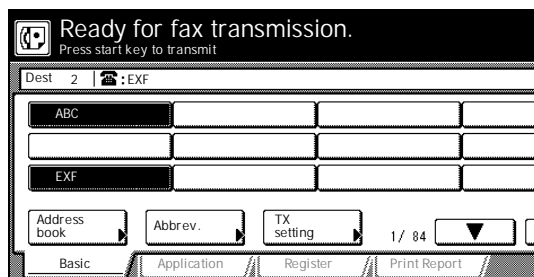 Ready for fax transmission.
Press start key to transmit
Dest 2 ☎:EXF
ABC
EXF
Address
book
Abbrev.
TX
setting
1/ 84
Basic Application Register Print Report